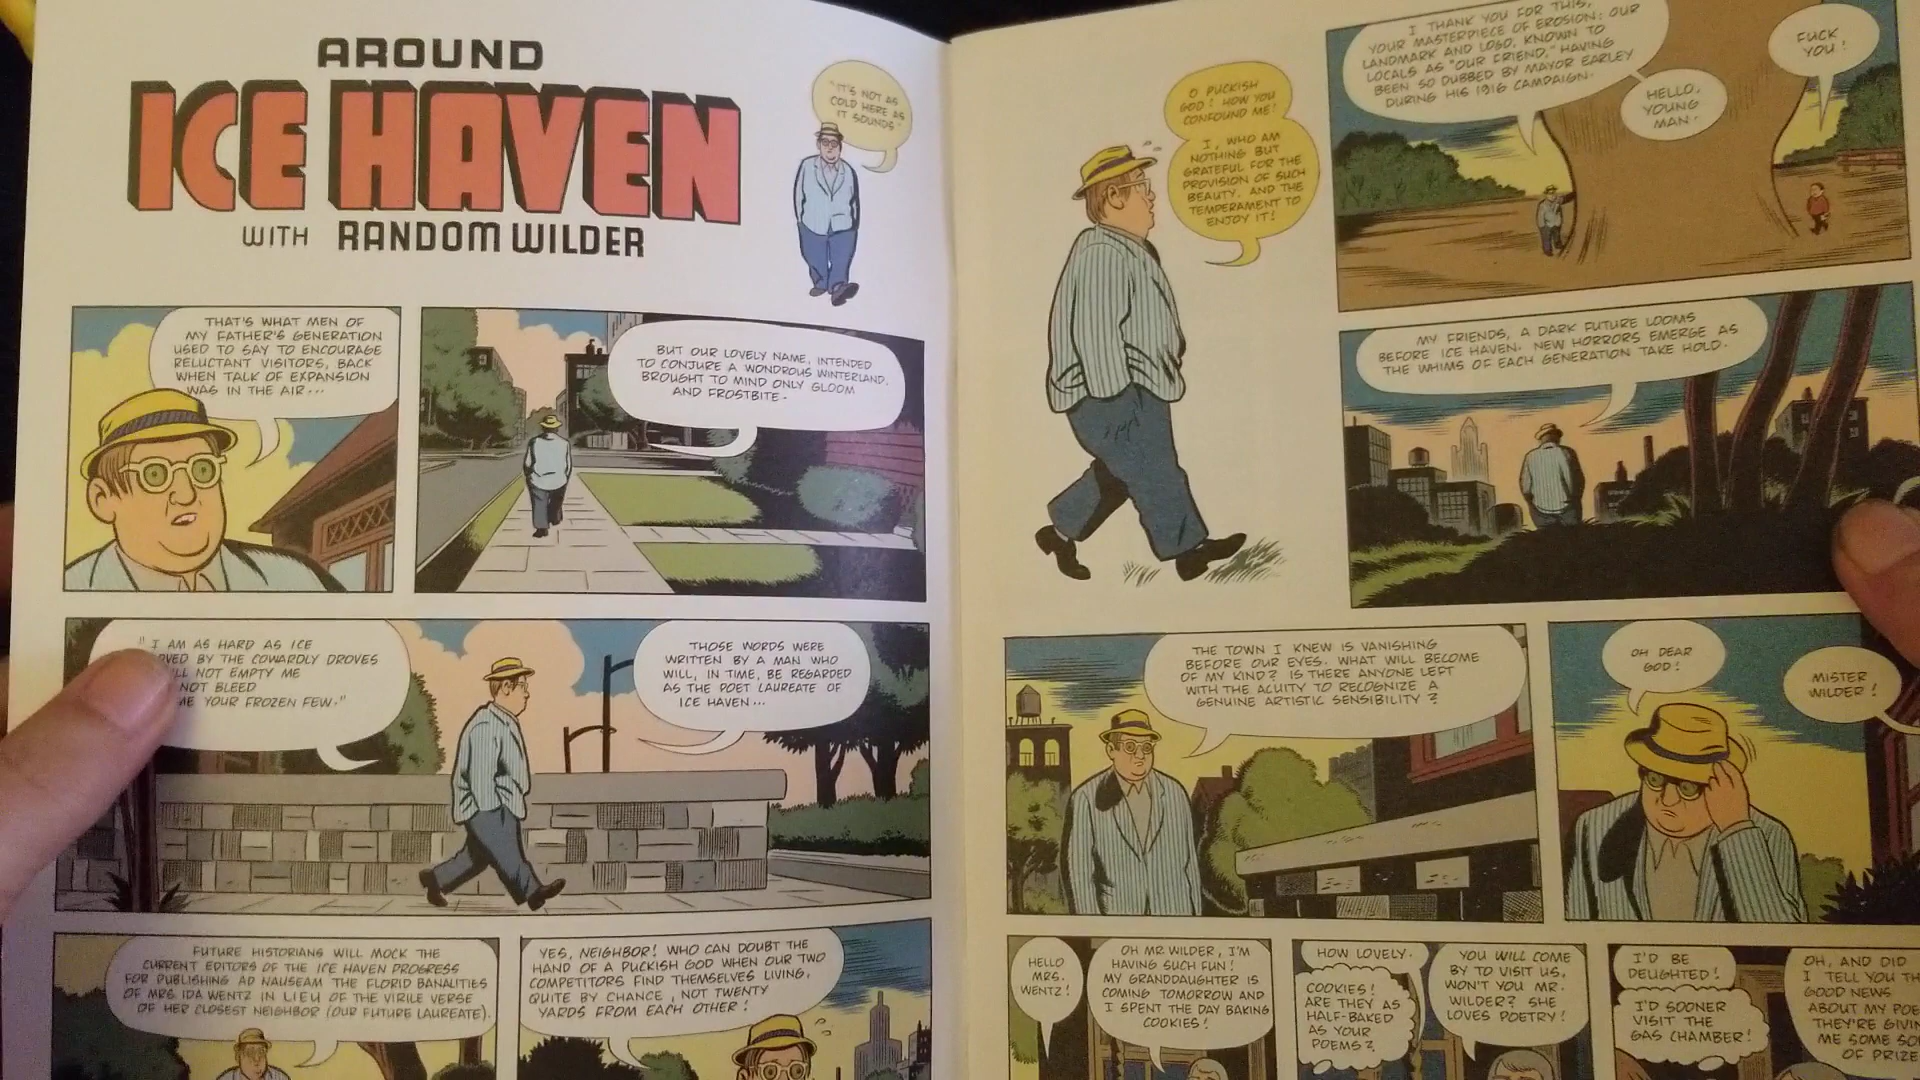 AROUND
ICE HAVEN
WITH RANDOM WILDER
"IT'S NOT AS
COLD HERE AS
IT SOUNDS"
THAT'S WHAT MEN OF
MY FATHER'S GENERATION
USED TO SAY TO ENCOURAGE
RELUCTANT VISITORS, BACK
WHEN TALK OF EXPANSION
WAS IN THE AIR...
BUT OUR LOVELY NAME, INTENDED
TO CONJURE A WONDROUS WINTERLAND,
BROUGHT TO MIND ONLY GLOOM
AND FROSTBITE.
"I AM AS HARD AS ICE
BY THE COWARDLY DROVES
NOT EMPTY ME
NOT BLEED
YOUR FROZEN FEW."
THOSE WORDS WERE
WRITTEN BY A MAN WHO
WILL, IN TIME, BE REGARDED
AS THE POET LAUREATE OF
ICE HAVEN...
FUTURE HISTORIANS WILL MOCK THE
CURRENT EDITORS OF THE ICE HAVEN PROGRESS
FOR PUBLISHING AD NAUSEAM THE FLORID BANALITIES
OF MRS. IDA WENTZ IN LIEU OF THE VIRILE VERSE
OF HER CLOSEST NEIGHBOR (OUR FUTURE LAUREATE).
YES, NEIGHBOR! WHO CAN DOUBT THE
HAND OF A PUCKISH GOD WHEN OUR TWO
COMPETITORS FIND THEMSELVES LIVING,
QUITE BY CHANCE, NOT TWENTY
YARDS FROM EACH OTHER!
O PUCKISH
GOD! HOW YOU
CONFOUND ME!
I, WHO AM
NOTHING BUT
GRATEFUL FOR THE
PROVISION OF SUCH
BEAUTY, AND THE
TEMPERAMENT TO
ENJOY IT!
I THANK YOU FOR THIS,
YOUR MASTERPIECE OF EROSION: OUR
LANDMARK AND LOGO, KNOWN TO
LOCALS AS "OUR FRIEND," HAVING
BEEN SO DUBBED BY MAYOR EARLEY
DURING HIS 1916 CAMPAIGN.
HELLO,
YOUNG
MAN.
FUCK
YOU!
MY FRIENDS, A DARK FUTURE LOOMS
BEFORE ICE HAVEN. NEW HORRORS EMERGE AS
THE WHIMS OF EACH GENERATION TAKE HOLD.
THE TOWN I KNEW IS VANISHING
BEFORE OUR EYES. WHAT WILL BECOME
OF MY KIND? IS THERE ANYONE LEFT
WITH THE ACUITY TO RECOGNIZE A
GENUINE ARTISTIC SENSIBILITY?
OH DEAR
GOD!
MISTER
WILDER!
HELLO
MRS.
WENTZ!
OH MR. WILDER, I'M
HAVING SUCH FUN!
MY GRANDDAUGHTER IS
COMING TOMORROW AND
I SPENT THE DAY BAKING
COOKIES!
HOW LOVELY.
COOKIES!
ARE THEY AS
HALF-BAKED
AS YOUR
POEMS?
YOU WILL COME
BY TO VISIT US,
WON'T YOU MR.
WILDER? SHE
LOVES POETRY!
I'D BE
DELIGHTED!
I'D SOONER
VISIT THE
GAS CHAMBER!
OH, AND DID
I TELL YOU
GOOD NEWS
ABOUT MY
THEY'RE
ME SOME
OF